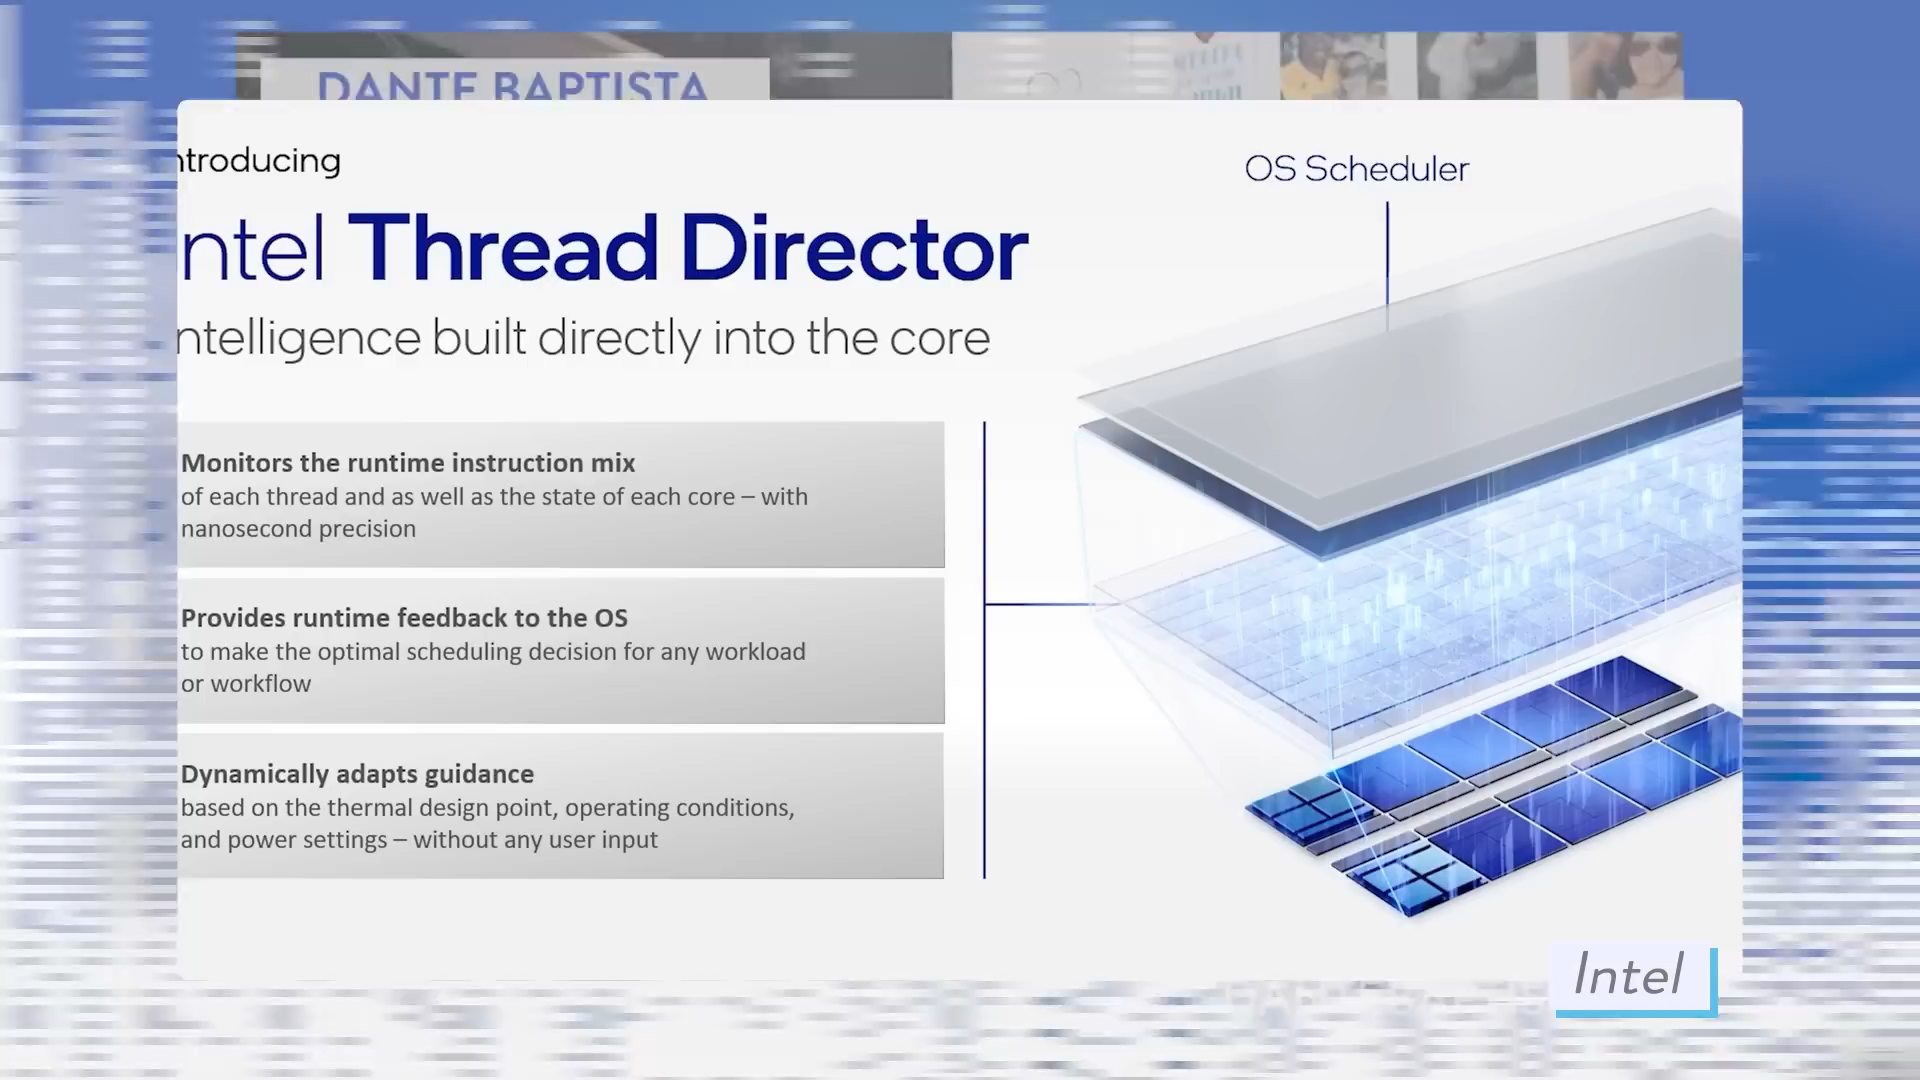 DANTE BAPTISTA
ntroducing
OS Scheduler
ntel Thread Director
ntelligence built directly into the core
Monitors the runtime instruction mix
of each thread and as well as the state of each core – with
nanosecond precision
Provides runtime feedback to the OS
to make the optimal scheduling decision for any workload
or workflow
Dynamically adapts guidance
based on the thermal design point, operating conditions,
and power settings – without any user input
Intel